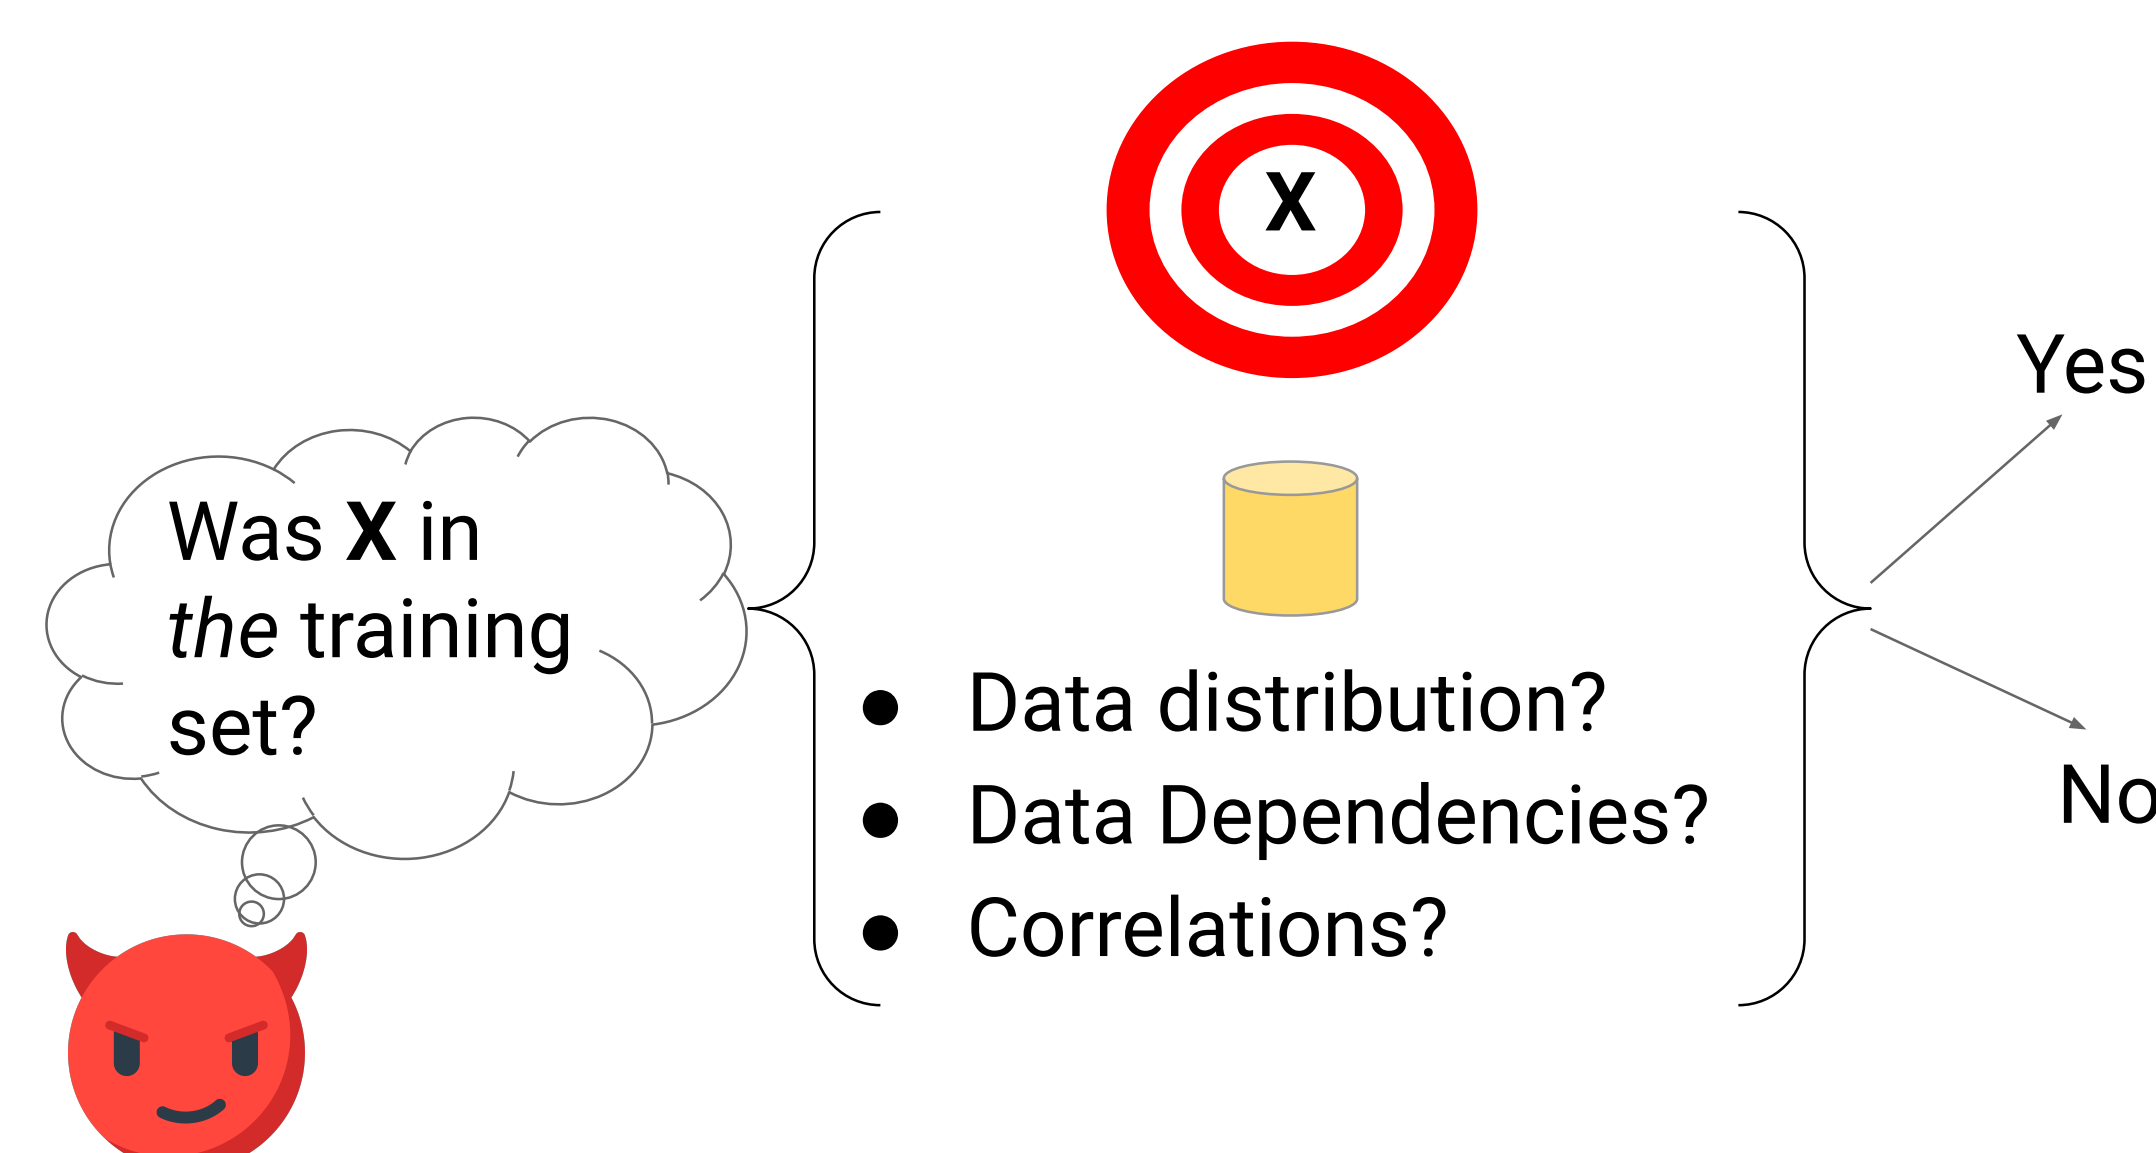 X
Was X in
the training
set?
Data distribution?
Data Dependencies?
Correlations?
Yes
No